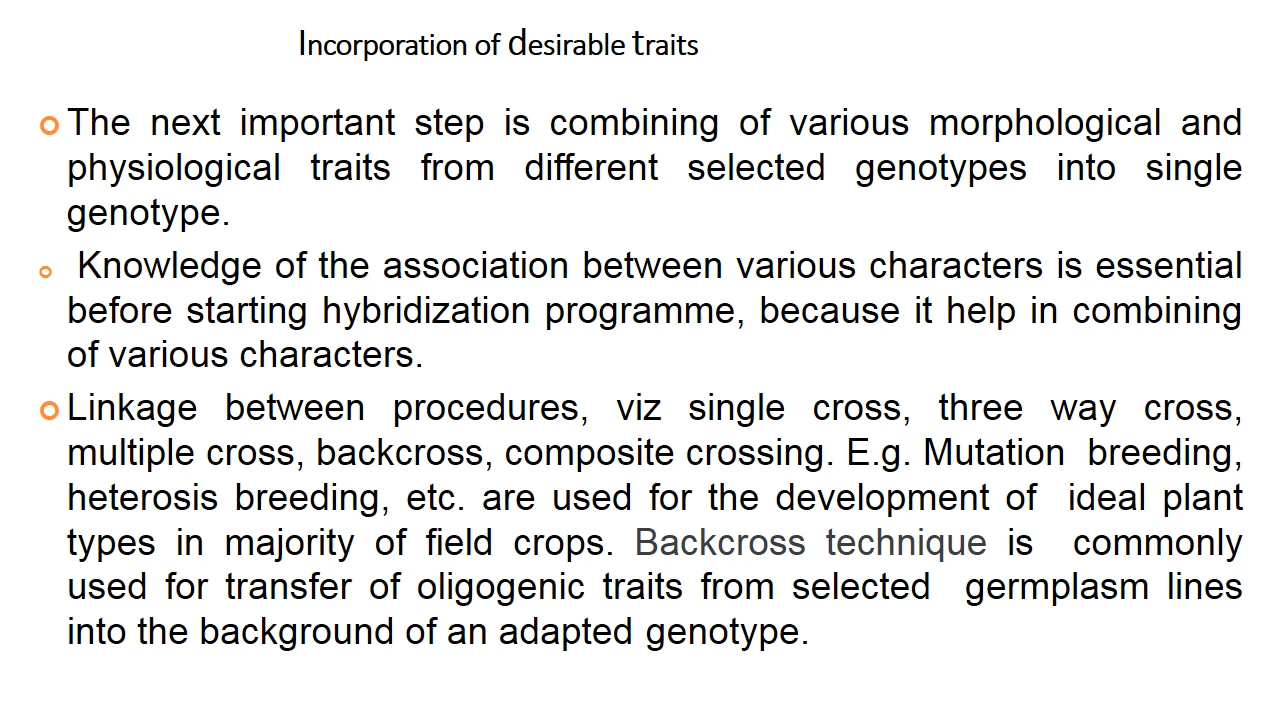 Incorporation of desirable traits
The next important step is combining of various morphological and
physiological traits from different selected genotypes into single
genotype.
Knowledge of the association between various characters is essential
before starting hybridization programme, because it help in combining
of various characters.
Linkage between procedures, viz single cross, three way cross,
multiple cross, backcross, composite crossing. E.g. Mutation breeding,
heterosis breeding, etc. are used for the development of ideal plant
types in majority of field crops. Backcross technique is commonly
used for transfer of oligogenic traits from selected germplasm lines
into the background of an adapted genotype.